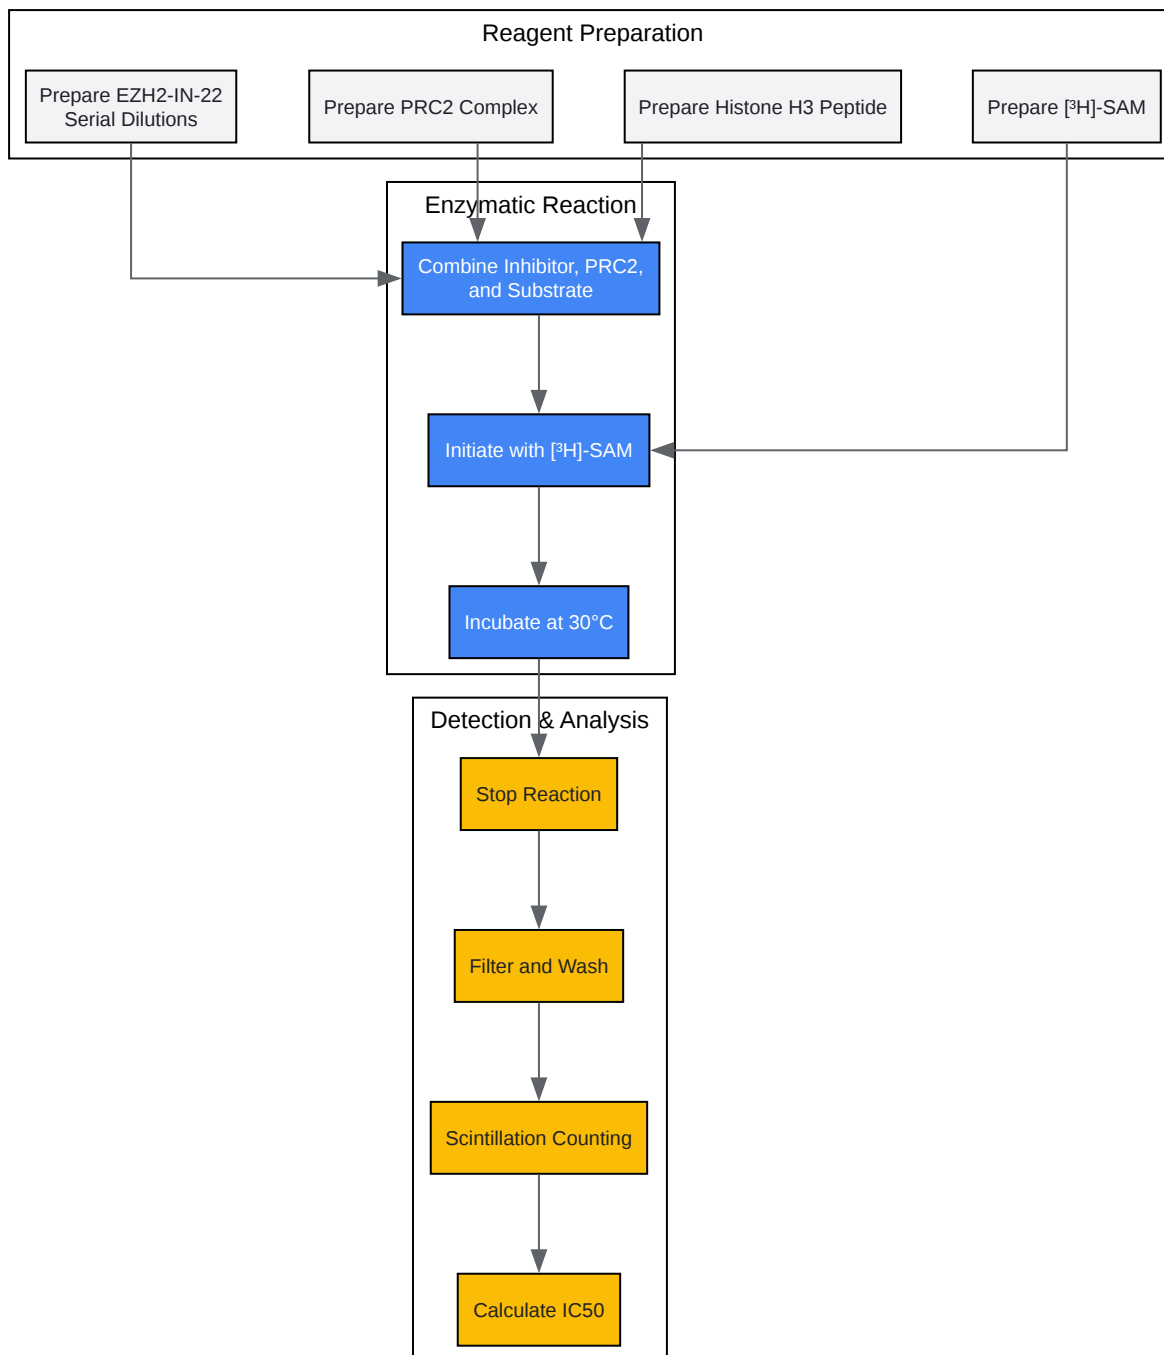 Reagent Preparation
Prepare EZH2-IN-22
Serial Dilutions
Prepare PRC2 Complex
Prepare Histone H3 Peptide
Prepare [³H]-SAM
Enzymatic Reaction
Combine Inhibitor, PRC2,
and Substrate
Initiate with [³H]-SAM
Incubate at 30°C
Detection & Analysis
Stop Reaction
Filter and Wash
Scintillation Counting
Calculate IC50